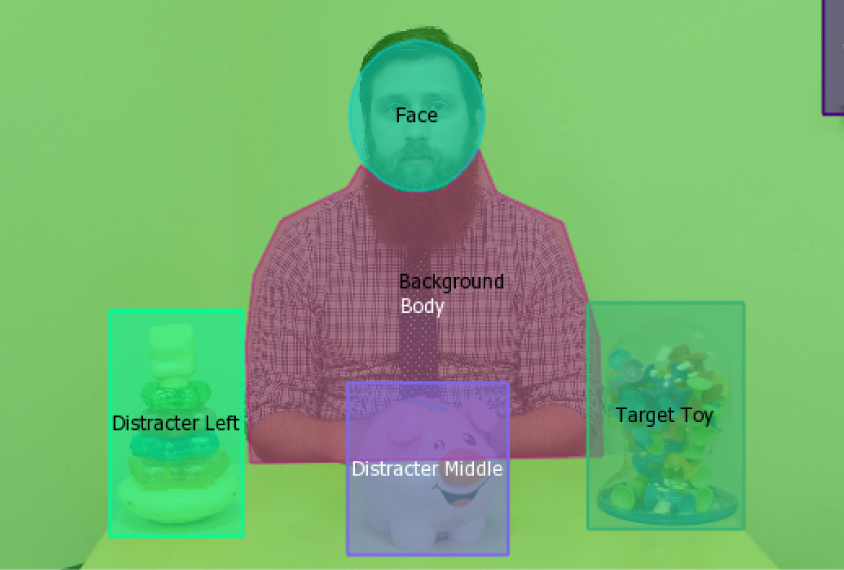 Face
Background
Body
Distracter Left
Target Toy
Distracter Middle